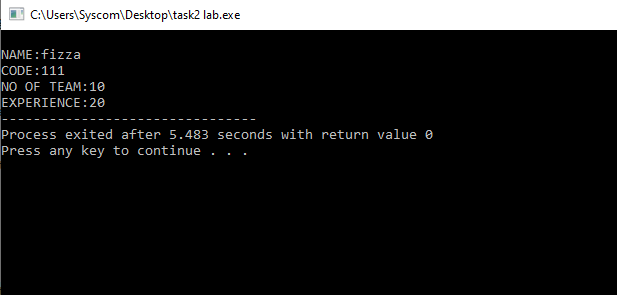 C:\Users\Syscom\Desktop\task2 lab.exe
NAME:fizza
CODE:111
NO OF TEAM:10
EXPERIENCE:20
--------------------------------
Process exited after 5.483 seconds with return value 0
Press any key to continue . . .